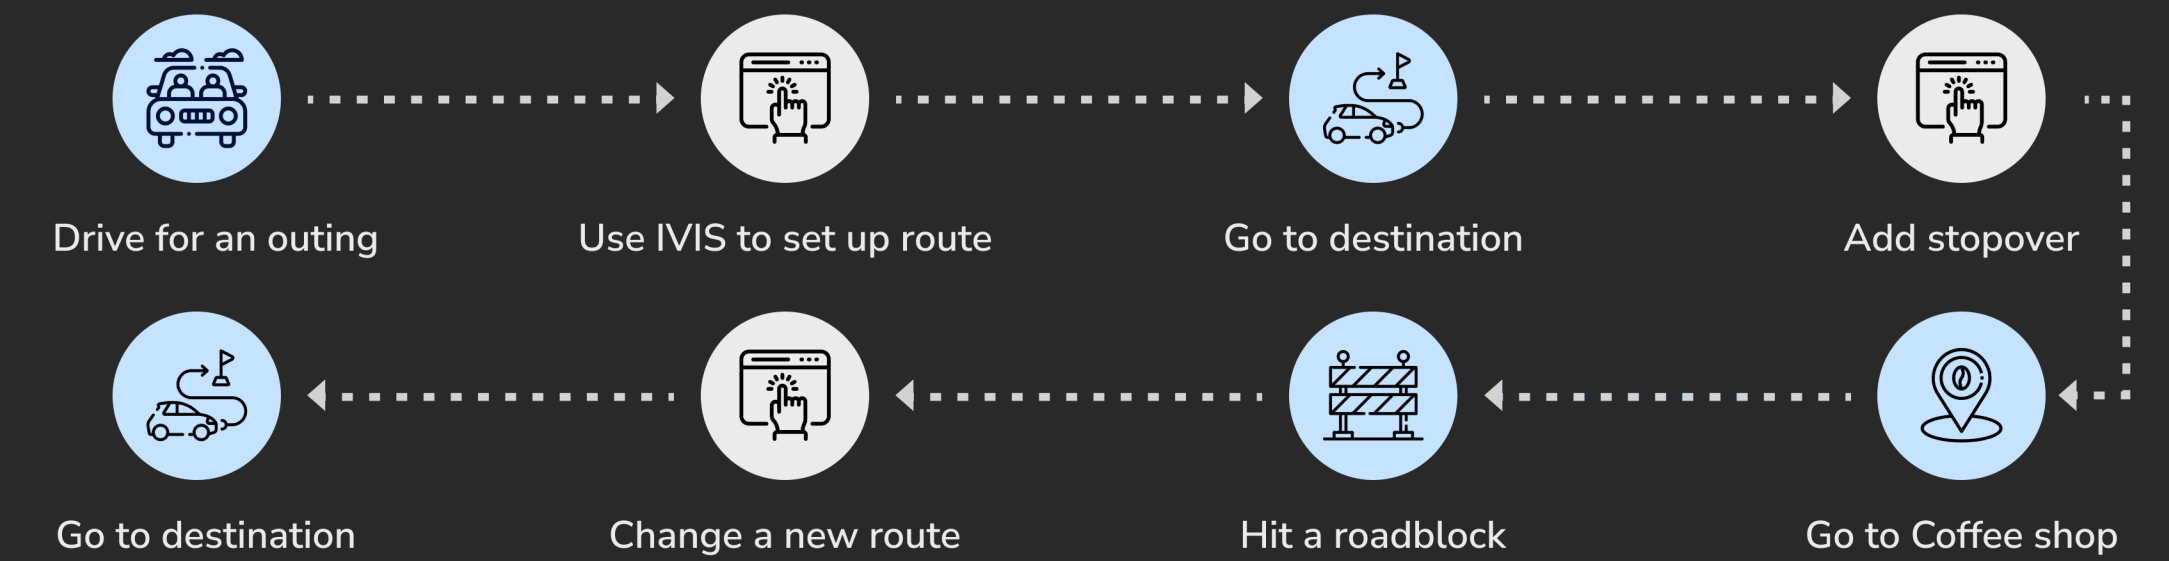 Drive for an outing
Use IVIS to set up route
Go to destination
Add stopover
Go to Coffee shop
Hit a roadblock
Change a new route
Go to destination